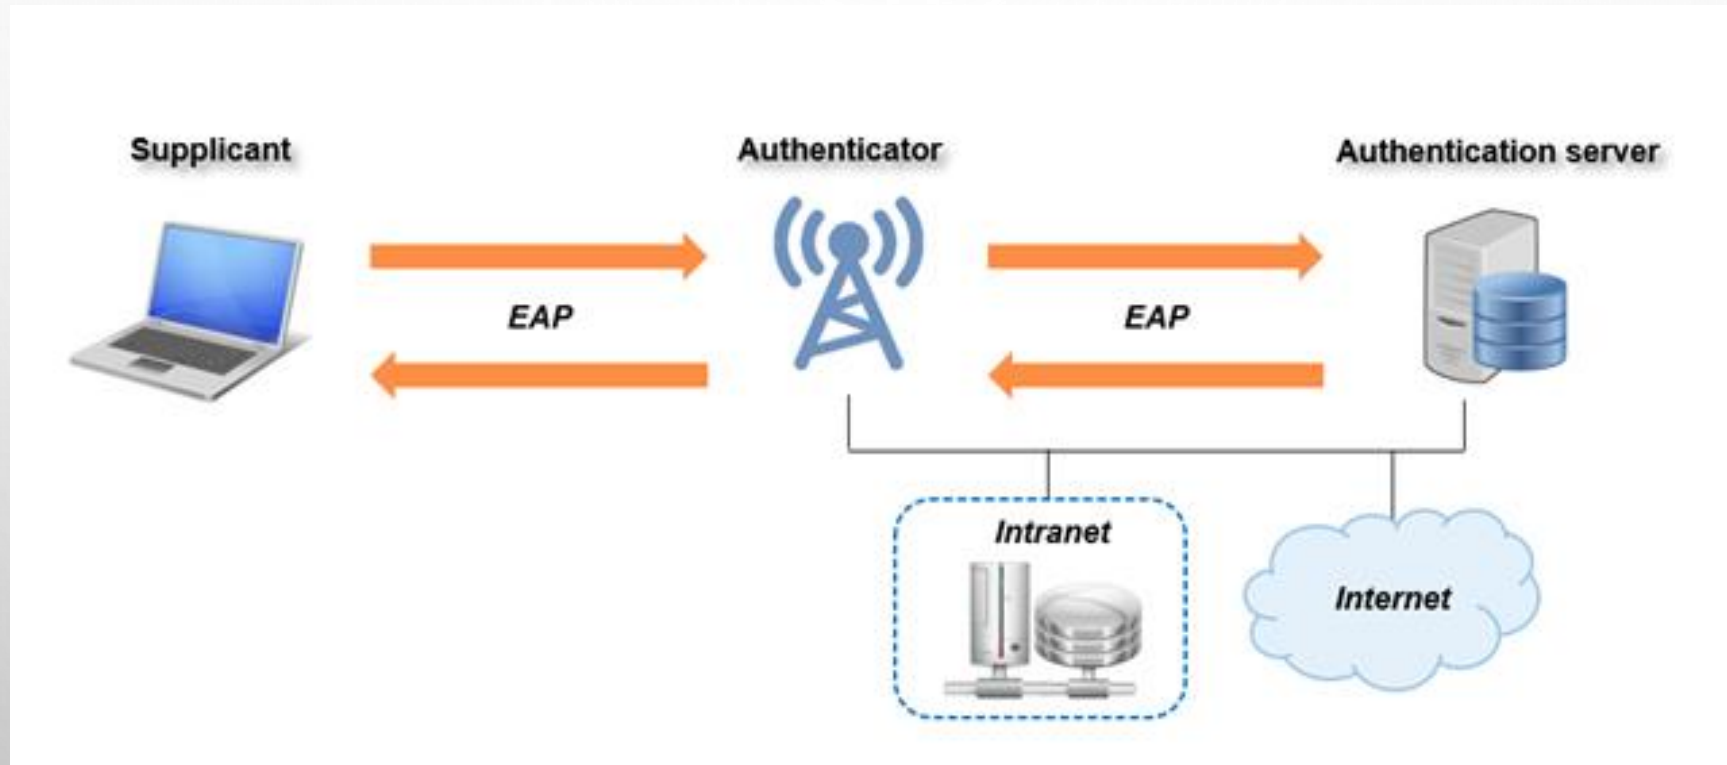 Supplicant
Authenticator
Authentication server
EAP
EAP
Intranet
Internet